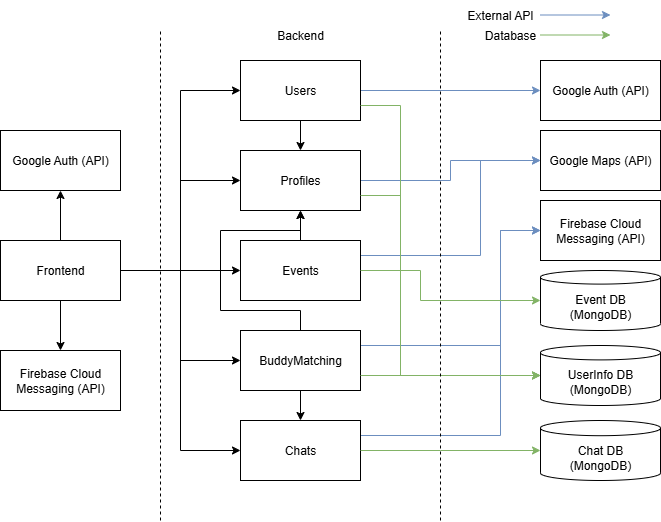 External API
Backend
Database
Users
Google Auth (API)
Google Auth (API)
Profiles
Google Maps (API)
Firebase Cloud
Messaging (API)
Frontend
Events
Event DB
(MongoDB)
Firebase Cloud
Messaging (API)
BuddyMatching
UserInfo DB
(MongoDB)
Chats
Chat DB
(MongoDB)